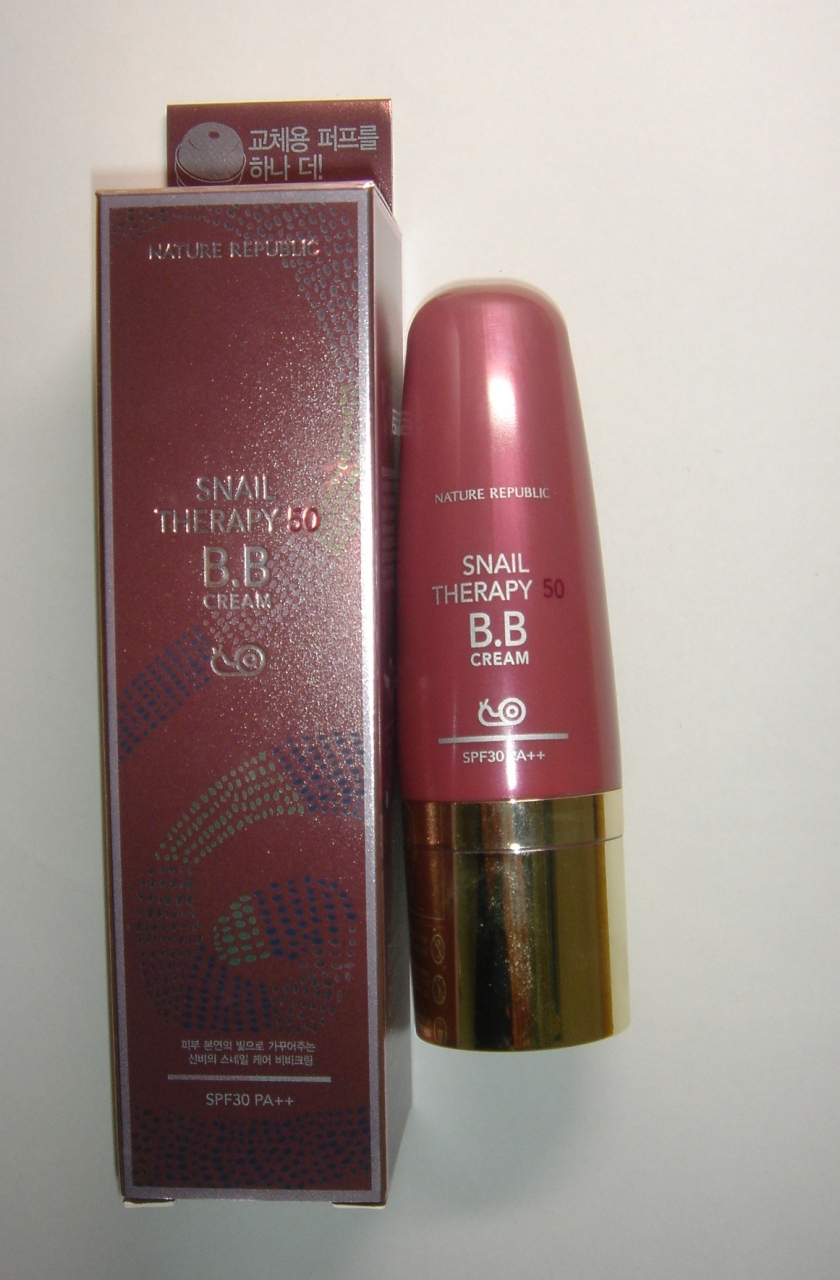 교체용 퍼프를
하나 더!
NATURE REPUBLIC
SNAIL
THERAPY 50
B.B
CREAM
피부 본연의 빛으로 가꾸어주는
신비의 스네일 케어 비비크림
SPF30 PA++
NATURE REPUBLIC
SNAIL
THERAPY 50
B.B
CREAM
SPF30 PA++